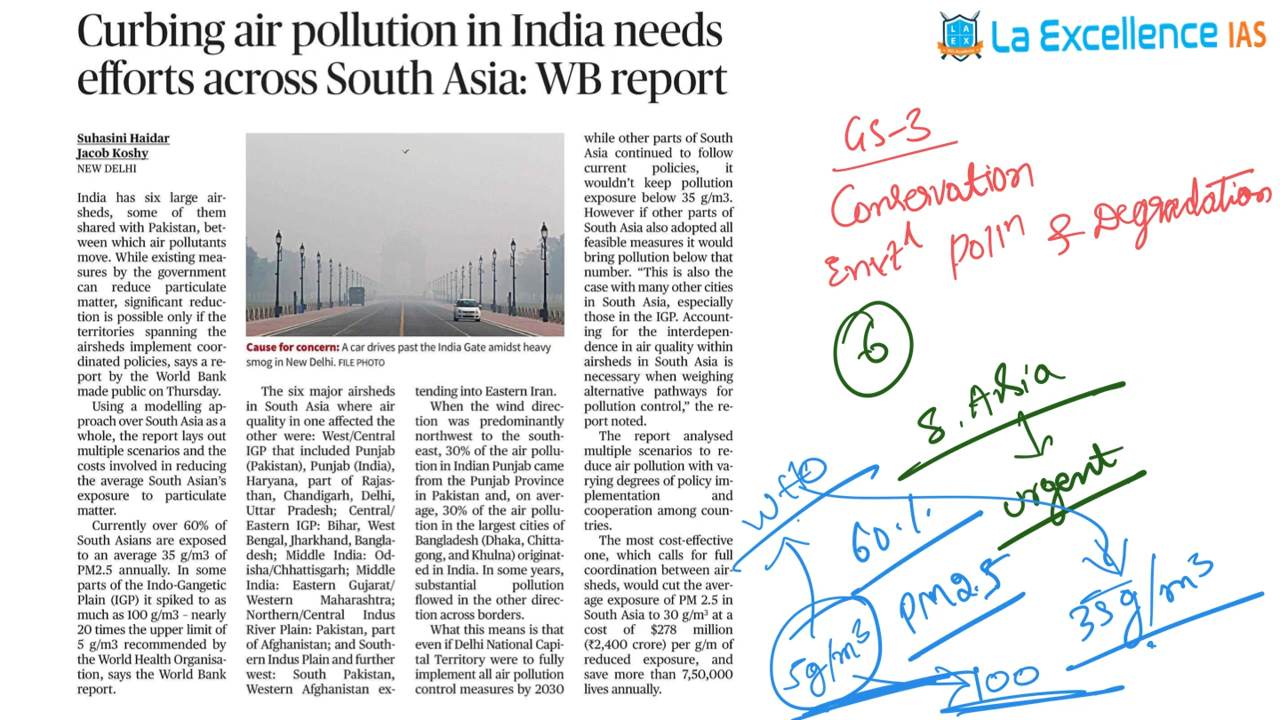 Curbing air pollution in India needs
efforts across South Asia: WB report
Suhasini Haidar
Jacob Koshy
NEW DELHI
India has six large air-
sheds, some of them
shared with Pakistan, bet-
ween which air pollutants
move. While existing mea-
sures by the government
can reduce particulate
matter, significant reduc-
tion is possible only if the
territories spanning the
airsheds implement coor-
dinated policies, says a re-
port by the World Bank
made public on Thursday.
Using a modelling ap-
proach over South Asia as a
whole, the report lays out
multiple scenarios and the
costs involved in reducing
the average South Asian's
exposure to particulate
matter.
Currently over 60% of
South Asians are exposed
to an average 35 g/m3 of
PM2.5 annually. In some
parts of the Indo-Gangetic
Plain (IGP) it spiked to as
much as 100 g/m3 – nearly
20 times the upper limit of
5 g/m3 recommended by
the World Health Organisa-
tion, says the World Bank
report.
Cause for concern: A car drives past the India Gate amidst heavy
smog in New Delhi. FILE PHOTO
The six major airsheds
in South Asia where air
quality in one affected the
other were: West/Central
IGP that included Punjab
(Pakistan), Punjab (India),
Haryana, part of Rajas-
than, Chandigarh, Delhi,
Uttar Pradesh; Central/
Eastern IGP: Bihar, West
Bengal, Jharkhand, Bangla-
desh; Middle India: Od-
isha/Chhattisgarh; Middle
India: Eastern Gujarat/
Western Maharashtra;
Northern/Central Indus
River Plain: Pakistan, part
of Afghanistan; and South-
ern Indus Plain and further
west: South Pakistan,
Western Afghanistan ex-
tending into Eastern Iran.
When the wind direc-
tion was predominantly
northwest to the south-
east, 30% of the air pollu-
tion in Indian Punjab came
from the Punjab Province
in Pakistan and, on aver-
age, 30% of the air pollu-
tion in the largest cities of
Bangladesh (Dhaka, Chitta-
gong, and Khulna) originat-
ed in India. In some years,
substantial pollution
flowed in the other direc-
tion across borders.
What this means is that
even if Delhi National Capi-
tal Territory were to fully
implement all air pollution
control measures by 2030
while other parts of South
Asia continued to follow
current policies, it
wouldn't keep pollution
exposure below 35 g/m3.
However if other parts of
South Asia also adopted all
feasible measures it would
bring pollution below that
number. "This is also the
case with many other cities
in South Asia, especially
those in the IGP. Account-
ing for the interdepen-
dence in air quality within
airsheds in South Asia is
necessary when weighing
alternative pathways for
pollution control," the re-
port noted.
The report analysed
multiple scenarios to re-
duce air pollution with va-
rying degrees of policy im-
plementation and
cooperation among coun-
tries.
The most cost-effective
one, which calls for full
coordination between air-
sheds, would cut the aver-
age exposure of PM 2.5 in
South Asia to 30 g/m³ at a
cost of $278 million
(₹2,400 crore) per g/m of
reduced exposure, and
save more than 7,50,000
lives annually.
La Excellence IAS
GS-3
Conservation
Envtl Polln & Degradation
6
S. Asia
urgent
WHO
60%
PM2.5
35g/m3
5g/m3
100